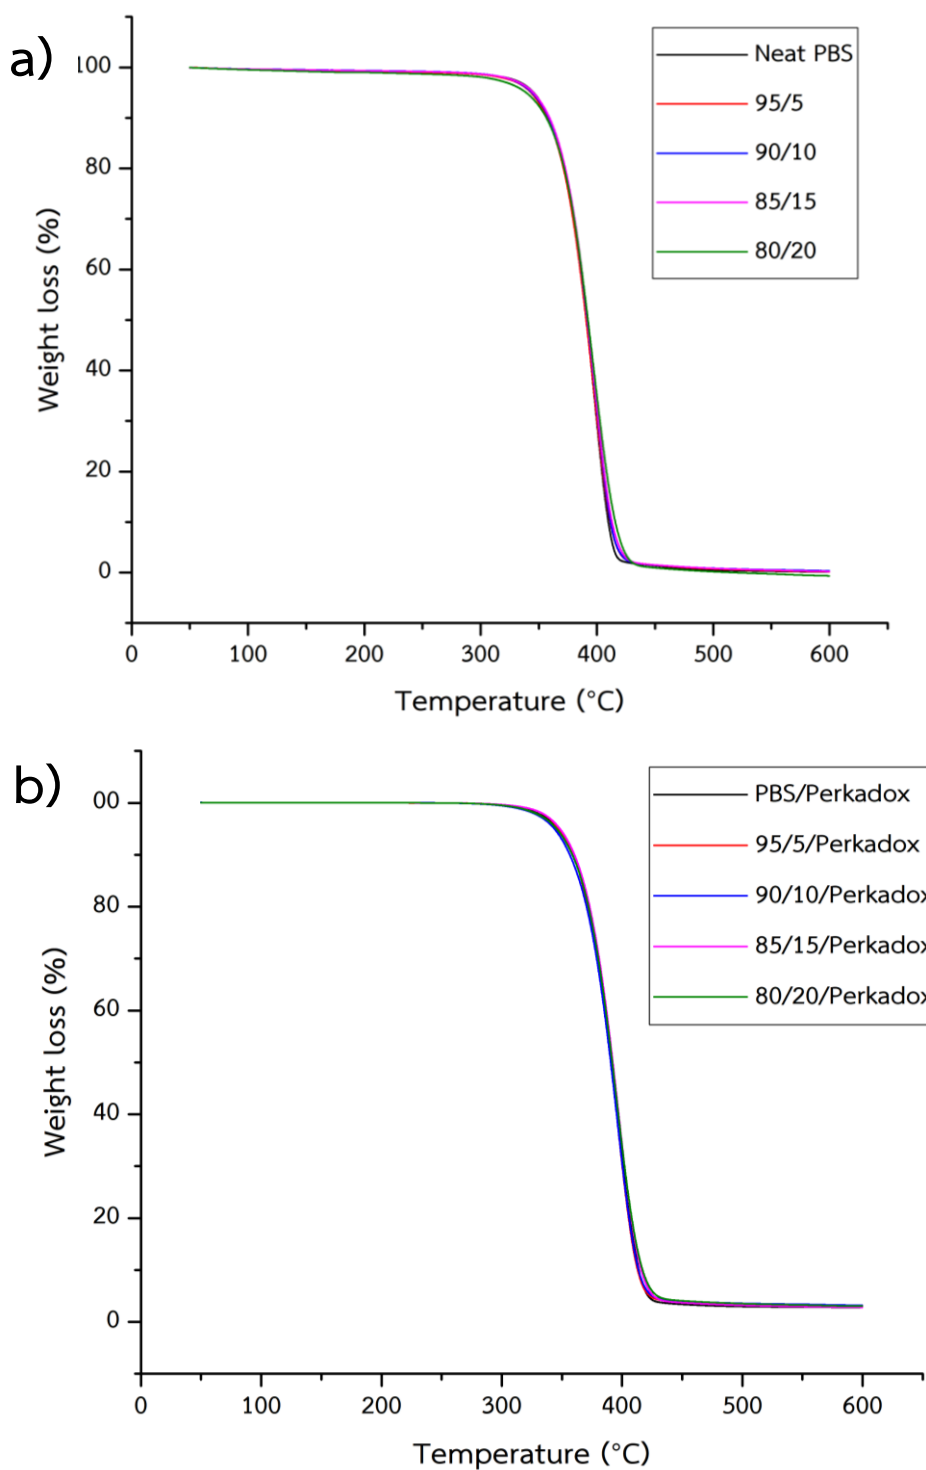 a)
100
80
60
40
20
0
Weight loss (%)
0 100 200 300 400 500 600
Temperature (°C)
Neat PBS
95/5
90/10
85/15
80/20
b)
00
80
60
40
20
0
Weight loss (%)
0 100 200 300 400 500 600
Temperature (°C)
PBS/Perkadox
95/5/Perkadox
90/10/Perkadox
85/15/Perkadox
80/20/Perkadox